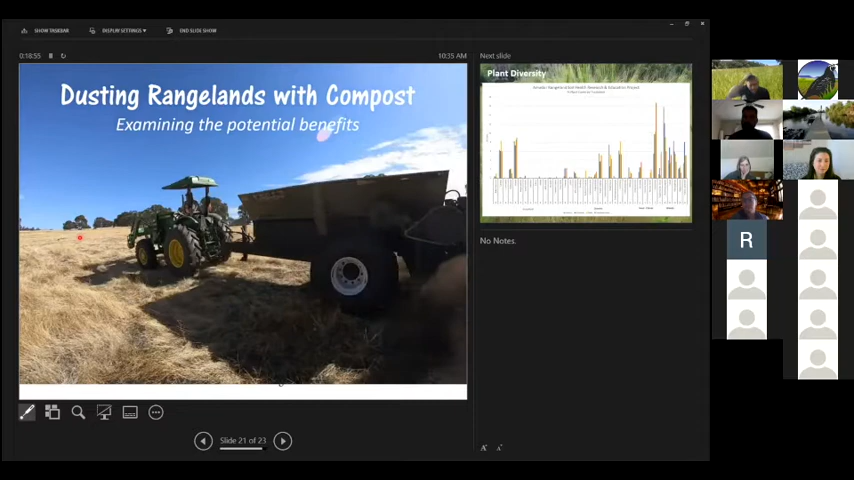 SHOW TASKBAR
DISPLAY SETTINGS
END SLIDE SHOW
0:18:55
10:35 AM
Dusting Rangelands with Compost
Examining the potential benefits
Next slide
Plant Diversity
No Notes.
Slide 21 of 23
R